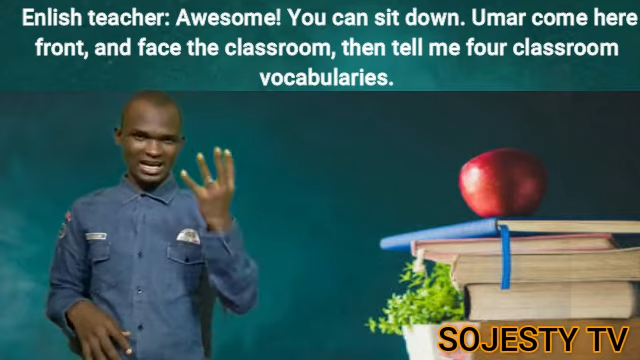 Enlish teacher: Awesome! You can sit down. Umar come here
front, and face the classroom, then tell me four classroom
vocabularies.
SOJESTY TV